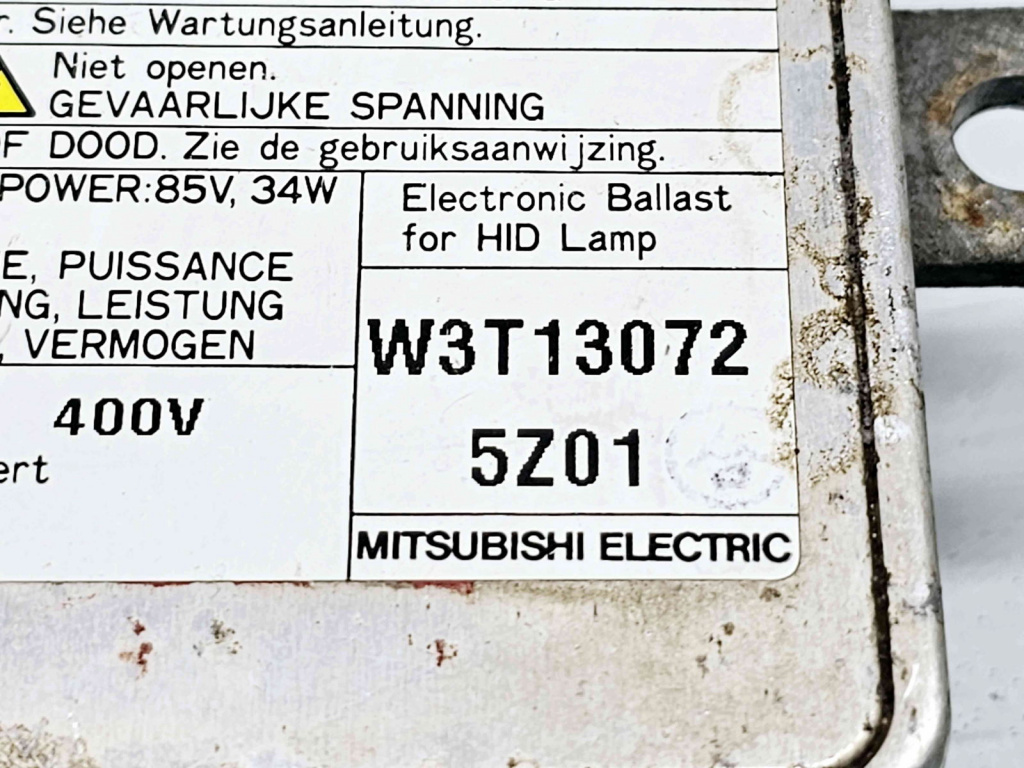 r. Siehe Wartungsanleitung.
Niet openen.
GEVAARLIJKE SPANNING
F DOOD. Zie de gebruiksaanwijzing.
POWER:85V, 34W
E, PUISSANCE
NG, LEISTUNG
, VERMOGEN
400V
ert
Electronic Ballast
for HID Lamp
W3T13072
5Z01
MITSUBISHI ELECTRIC